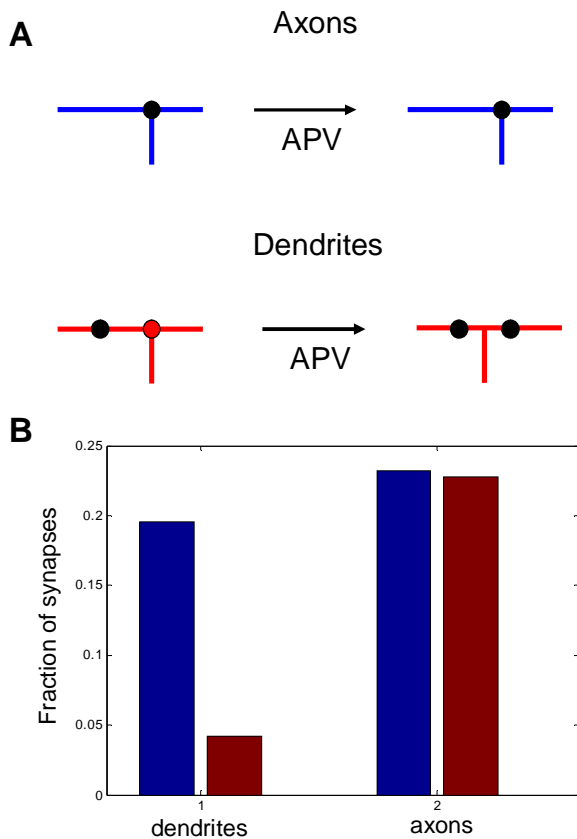 A
Axons
APV
Dendrites
APV
B
Fraction of synapses
0.25
0.2
0.15
0.1
0.05
0
1
2
dendrites
axons